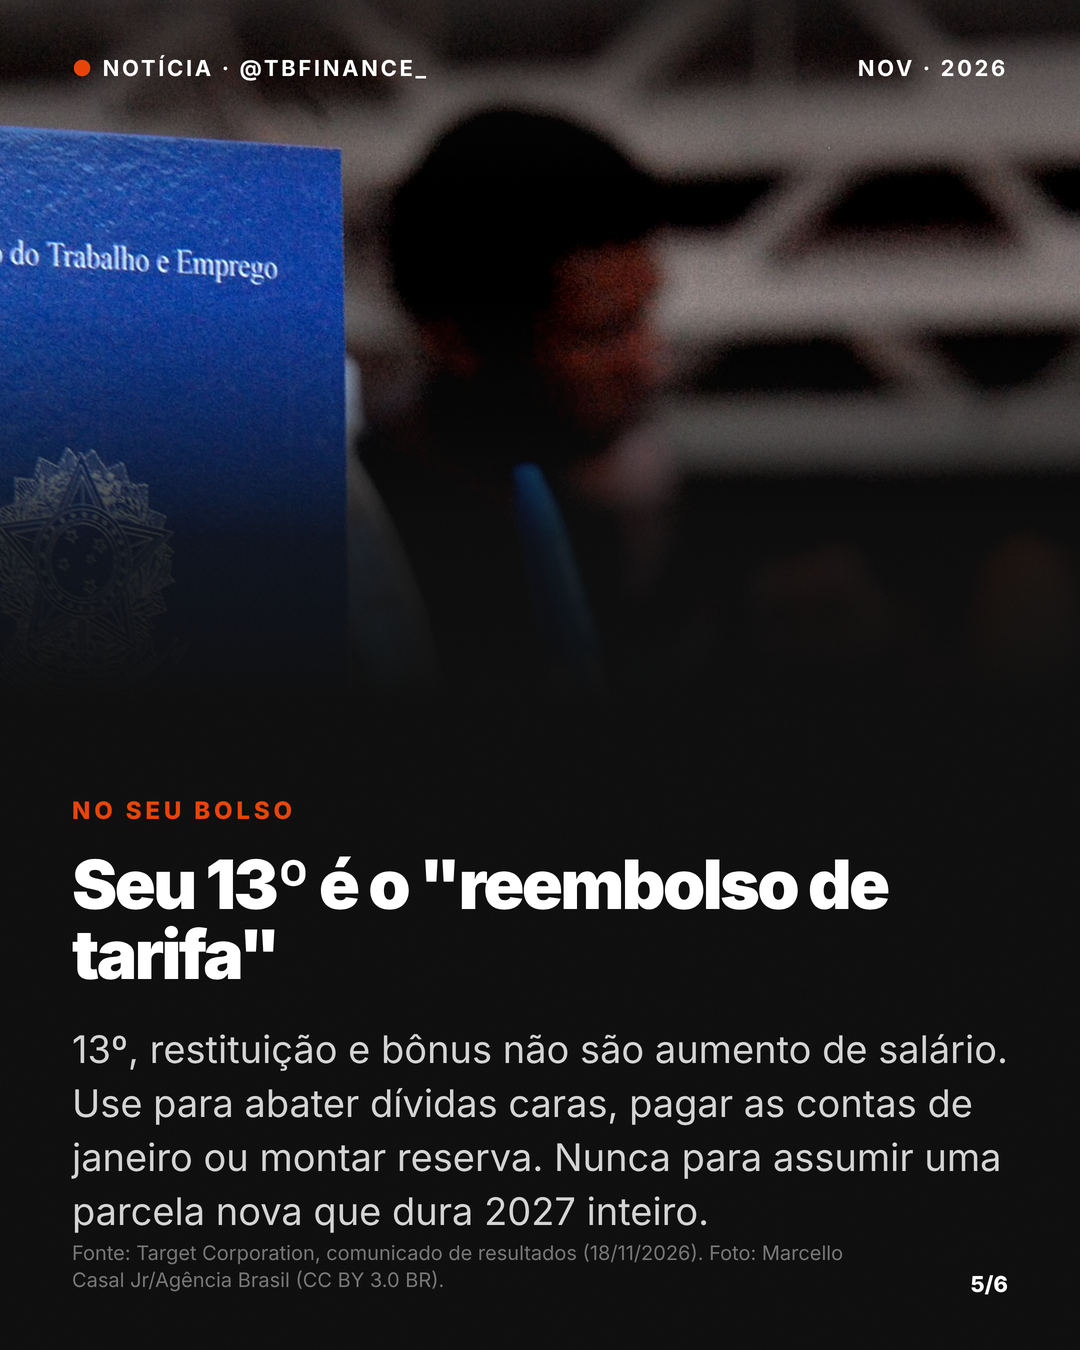 NOTÍCIA · @TBFINANCE_
NOV · 2026
do Trabalho e Emprego
NO SEU BOLSO
Seu 13º é o "reembolso de
tarifa"
13º, restituição e bônus não são aumento de salário.
Use para abater dívidas caras, pagar as contas de
janeiro ou montar reserva. Nunca para assumir uma
parcela nova que dura 2027 inteiro.
Fonte: Target Corporation, comunicado de resultados (18/11/2026). Foto: Marcello
Casal Jr/Agência Brasil (CC BY 3.0 BR).
5/6